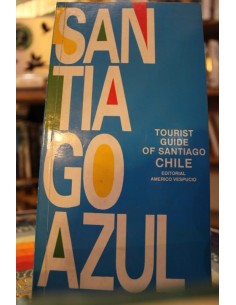 SAN
TIA
GO
AZUL
TOURIST
GUIDE
OF SANTIAGO
CHILE
EDITORIAL
AMERICO VESPUCIO